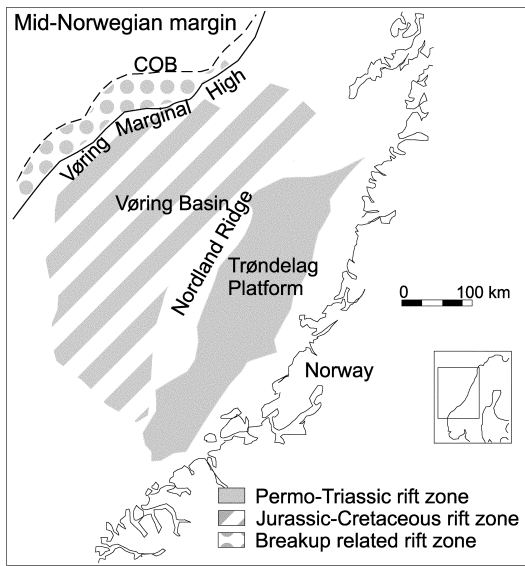 Mid-Norwegian margin
COB
Vøring Marginal High
Vøring Basin
Nordland Ridge
Trøndelag
Platform
0 100 km
Norway
Permo-Triassic rift zone
Jurassic-Cretaceous rift zone
Breakup related rift zone